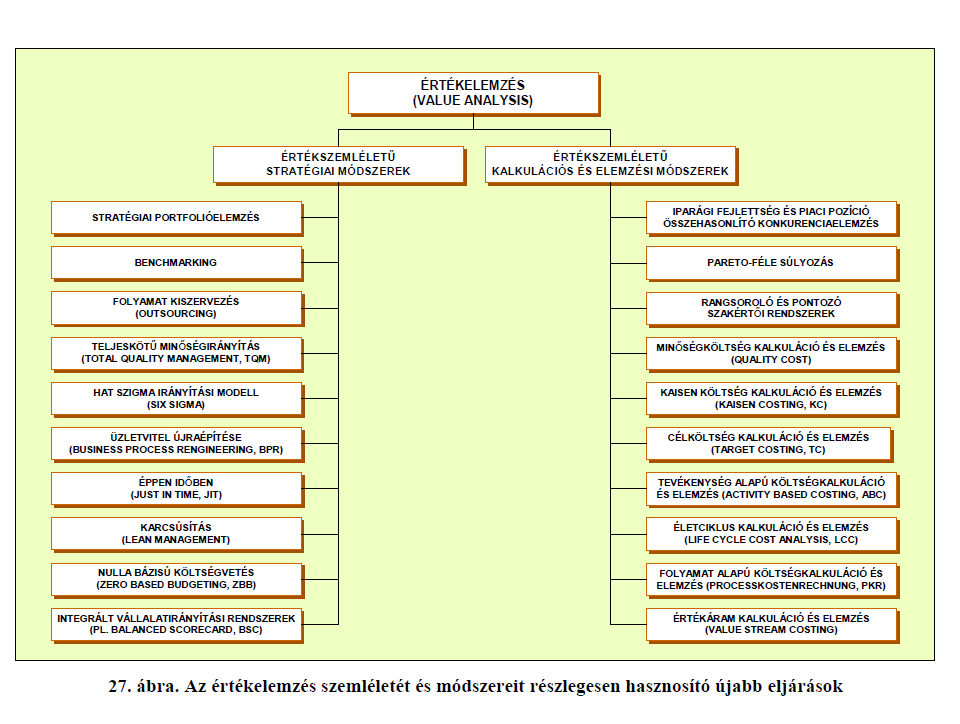 ÉRTÉKELEMZÉS
(VALUE ANALYSIS)
ÉRTÉKSZEMLÉLETŰ
STRATÉGIAI MÓDSZEREK
ÉRTÉKSZEMLÉLETŰ
KALKULÁCIÓS ÉS ELEMZÉSI MÓDSZEREK
STRATÉGIAI PORTFOLIÓELEMZÉS
BENCHMARKING
FOLYAMAT KISZERVEZÉS
(OUTSOURCING)
TELJESKÖTŰ MINŐSÉGIRÁNYÍTÁS
(TOTAL QUALITY MANAGEMENT, TQM)
HAT SZIGMA IRÁNYÍTÁSI MODELL
(SIX SIGMA)
ÜZLETVITEL ÚJRAÉPÍTÉSE
(BUSINESS PROCESS RENGINEERING, BPR)
ÉPPEN IDŐBEN
(JUST IN TIME, JIT)
KARCSÚSÍTÁS
(LEAN MANAGEMENT)
NULLA BÁZISÚ KÖLTSÉGVETÉS
(ZERO BASED BUDGETING, ZBB)
INTEGRÁLT VÁLLALATIRÁNYÍTÁSI RENDSZEREK
(PL. BALANCED SCORECARD, BSC)
IPARÁGI FEJLETTSÉG ÉS PIACI POZÍCIÓ
ÖSSZEHASONLÍTÓ KONKURENCIAELEMZÉS
PARETO-FÉLE SÚLYOZÁS
RANGSOROLÓ ÉS PONTOZÓ
SZAKÉRTŐI RENDSZEREK
MINŐSÉGKÖLTSÉG KALKULÁCIÓ ÉS ELEMZÉS
(QUALITY COST)
KAISEN KÖLTSÉG KALKULÁCIÓ ÉS ELEMZÉS
(KAISEN COSTING, KC)
CÉLKÖLTSÉG KALKULÁCIÓ ÉS ELEMZÉS
(TARGET COSTING, TC)
TEVÉKENYSÉG ALAPÚ KÖLTSÉGKALKULÁCIÓ
ÉS ELEMZÉS (ACTIVITY BASED COSTING, ABC)
ÉLETCIKLUS KALKULÁCIÓ ÉS ELEMZÉS
(LIFE CYCLE COST ANALYSIS, LCC)
FOLYAMAT ALAPÚ KÖLTSÉGKALKULÁCIÓ ÉS
ELEMZÉS (PROCESSKOSTENRECHNUNG, PKR)
ÉRTÉKÁRAM KALKULÁCIÓ ÉS ELEMZÉS
(VALUE STREAM COSTING)
27. ábra. Az értékelemzés szemléletét és módszereit részlegesen hasznosító újabb eljárások